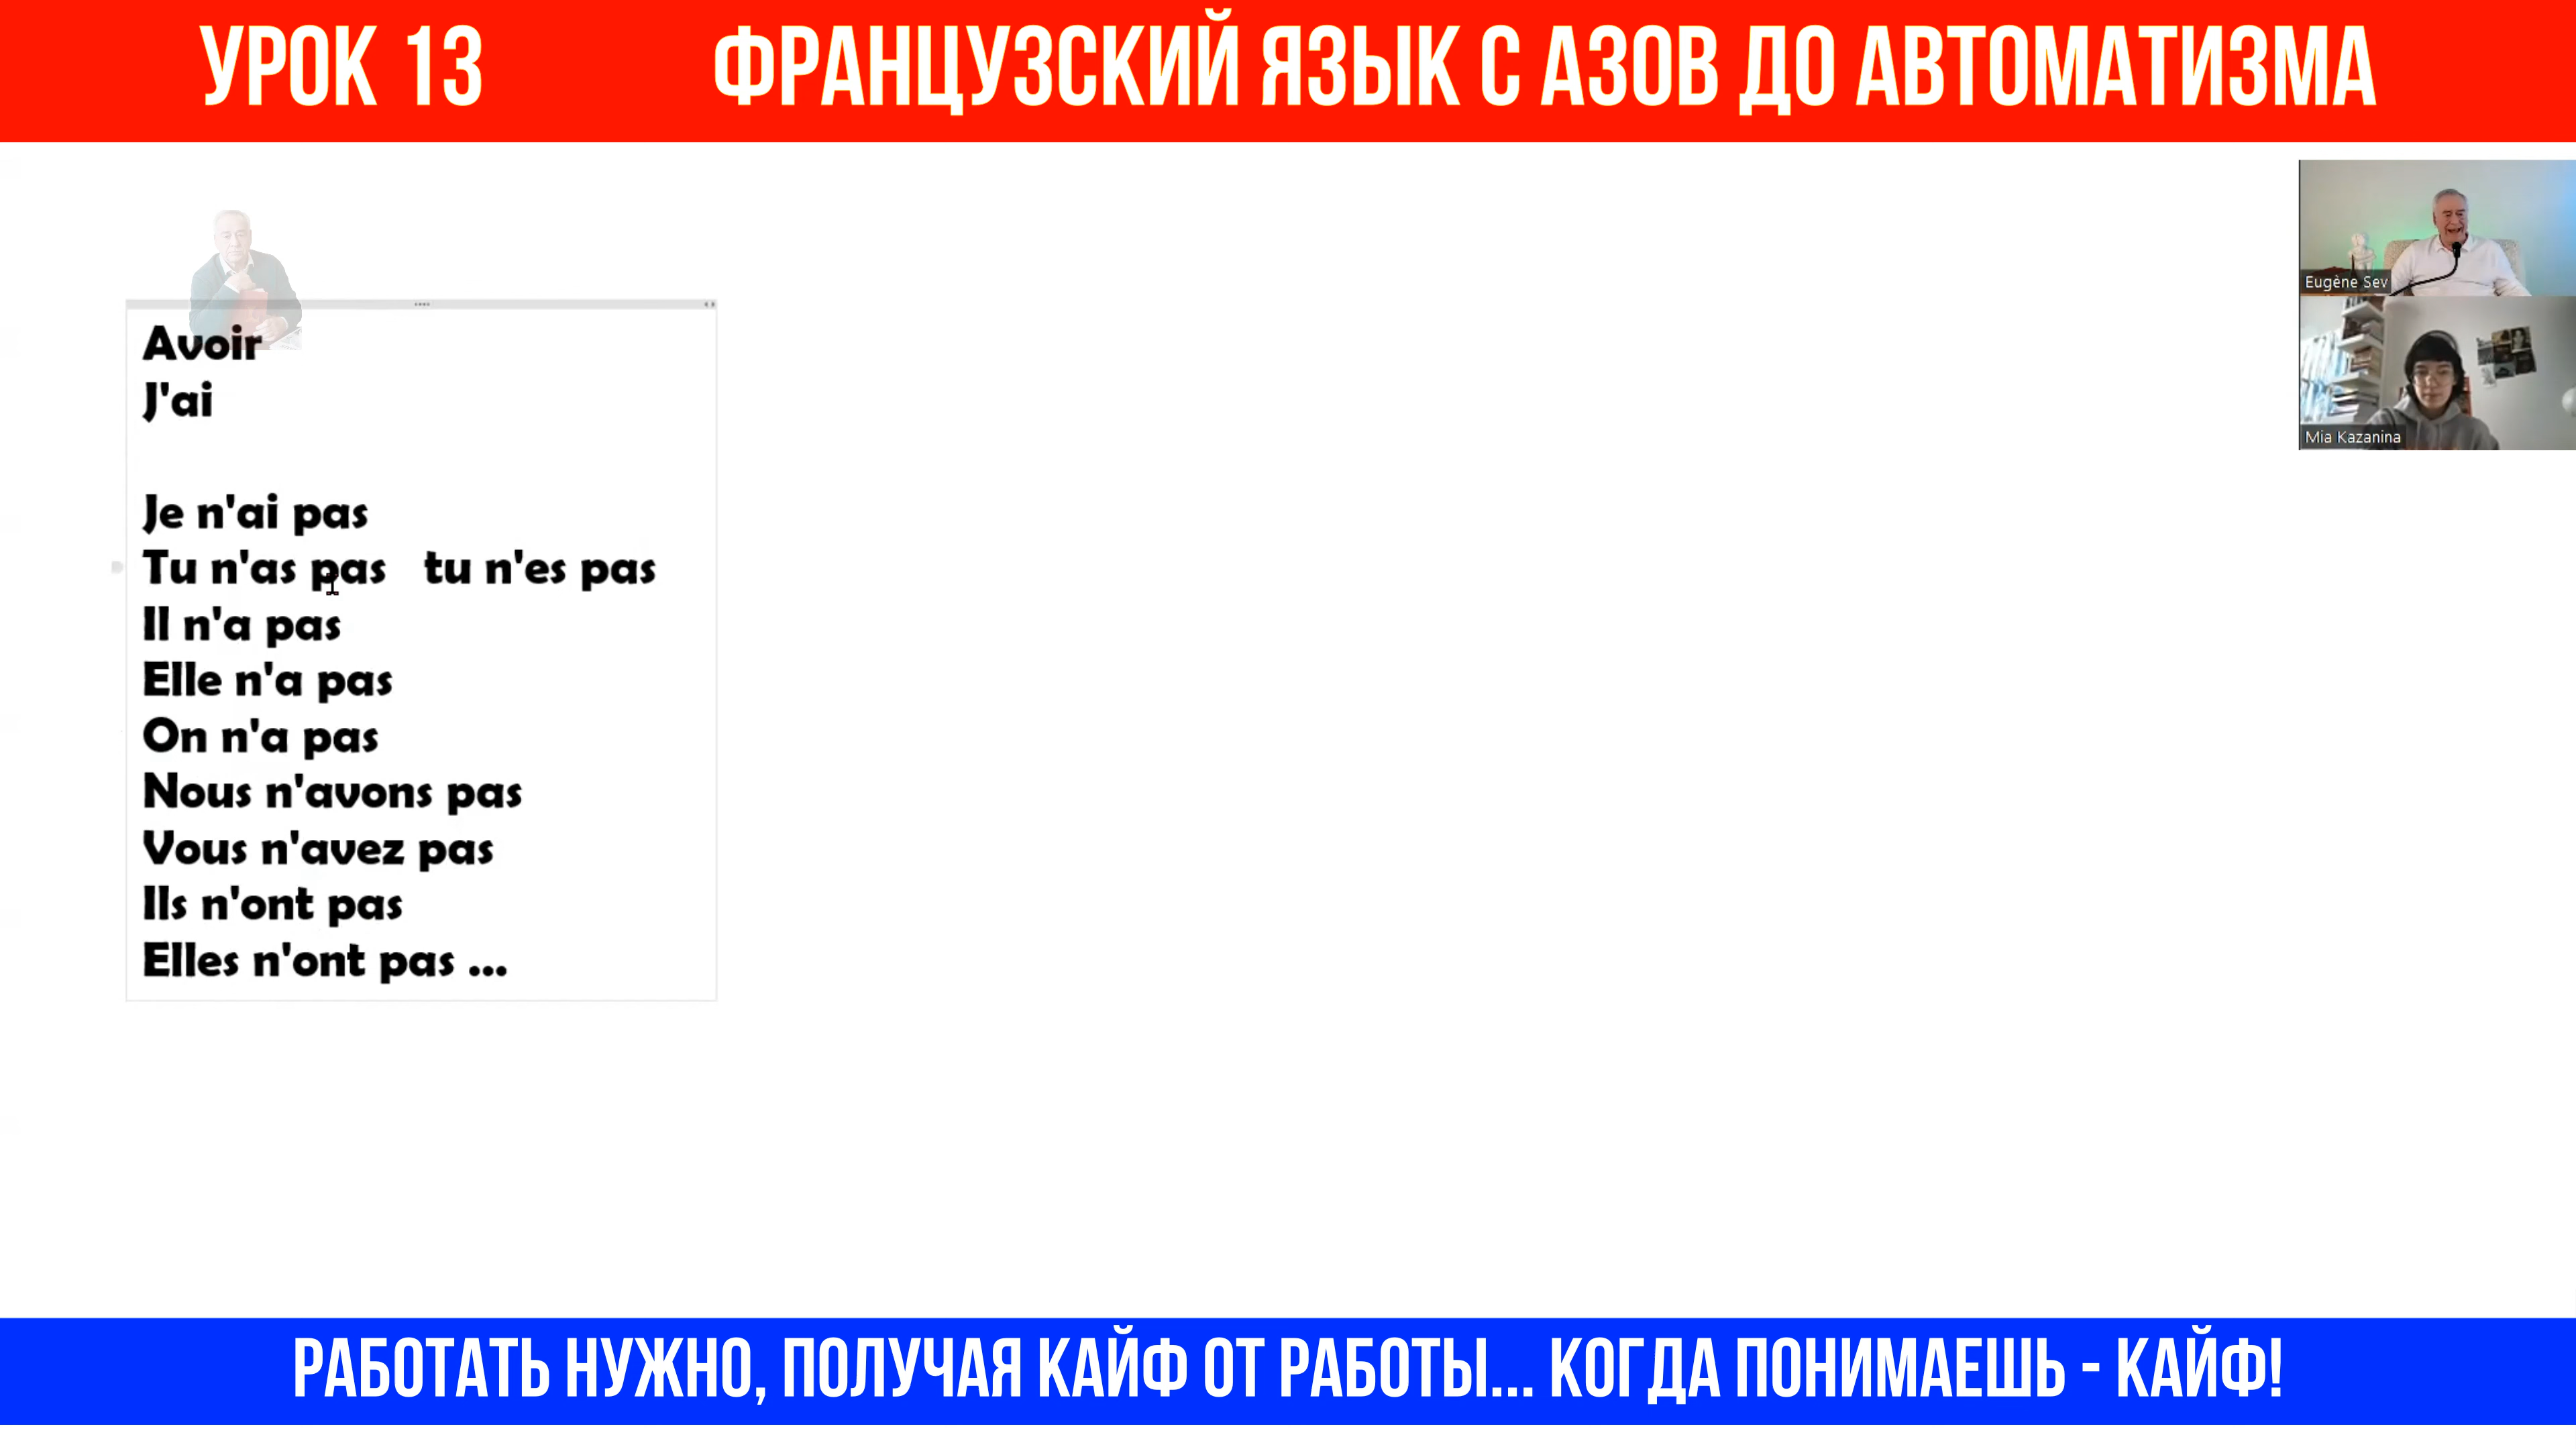 УРОК 13 ФРАНЦУЗСКИЙ ЯЗЫК С АЗОВ ДО АВТОМАТИЗМА
Eugène Sev
Mia Kazanina
Avoir
J'ai
Je n'ai pas
Tu n'as pas tu n'es pas
Il n'a pas
Elle n'a pas
On n'a pas
Nous n'avons pas
Vous n'avez pas
Ils n'ont pas
Elles n'ont pas ...
РАБОТАТЬ НУЖНО, ПОЛУЧАЯ КАЙФ ОТ РАБОТЫ... КОГДА ПОНИМАЕШЬ - КАЙФ!